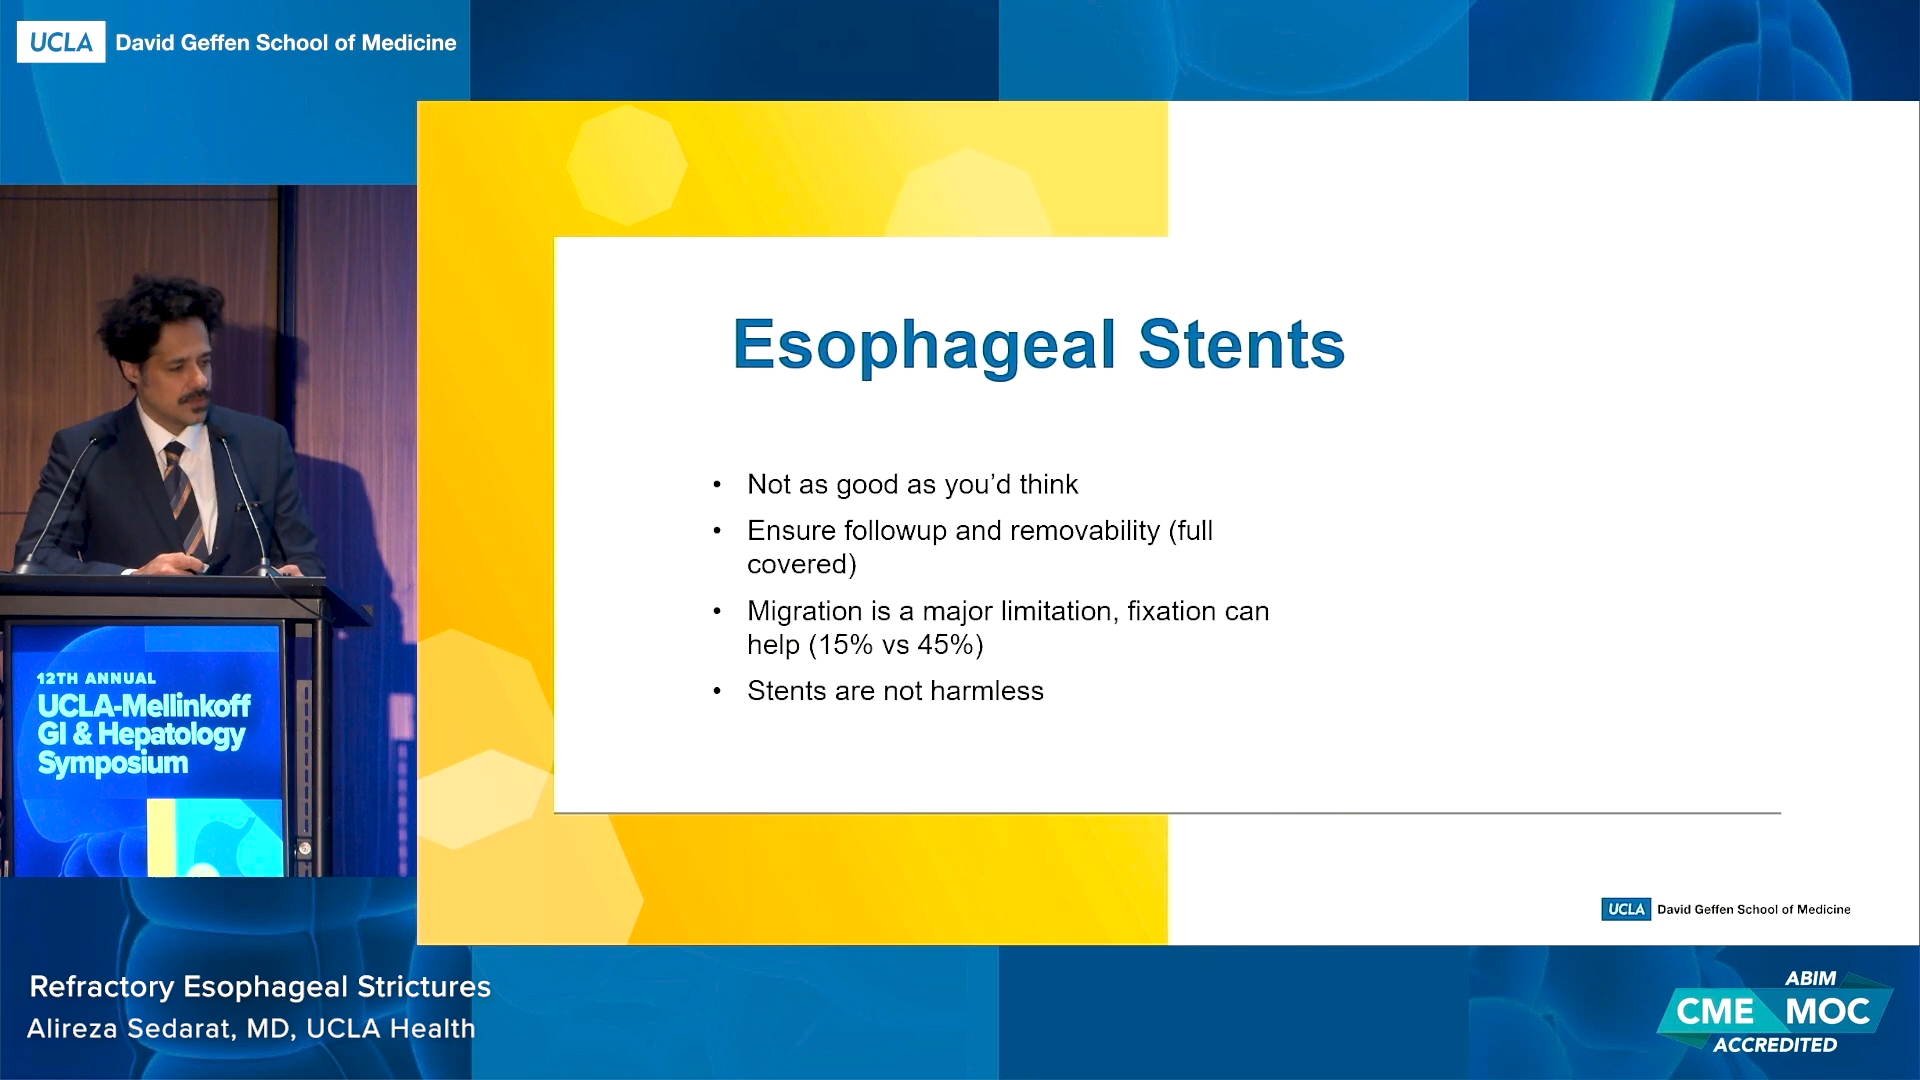 UCLA David Geffen School of Medicine
Esophageal Stents
• Not as good as you’d think
• Ensure followup and removability (full
covered)
• Migration is a major limitation, fixation can
help (15% vs 45%)
• Stents are not harmless
12TH ANNUAL
UCLA-Mellinkoff
GI & Hepatology
Symposium
UCLA David Geffen School of Medicine
Refractory Esophageal Strictures
Alireza Sedarat, MD, UCLA Health
ABIM
CME MOC
ACCREDITED